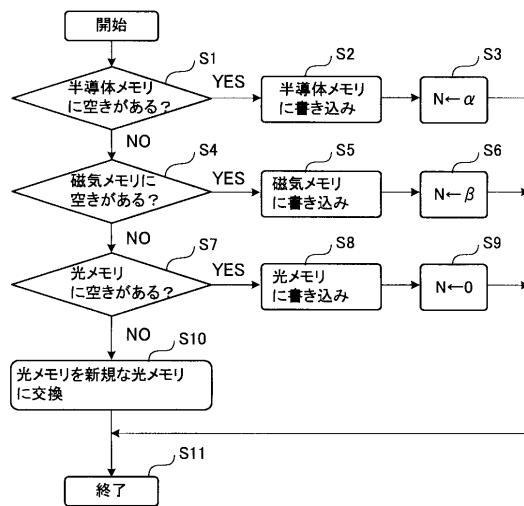 開始
S1
半導体メモリ
に空きがある?
YES
S2
半導体メモリ
に書き込み
S3
N←α
NO
S4
磁気メモリに
空きがある?
YES
S5
磁気メモリ
に書き込み
S6
N←β
NO
S7
光メモリ
に空きがある?
YES
S8
光メモリ
に書き込み
S9
N←0
NO
S10
光メモリを新規な光メモリ
に交換
S11
終了